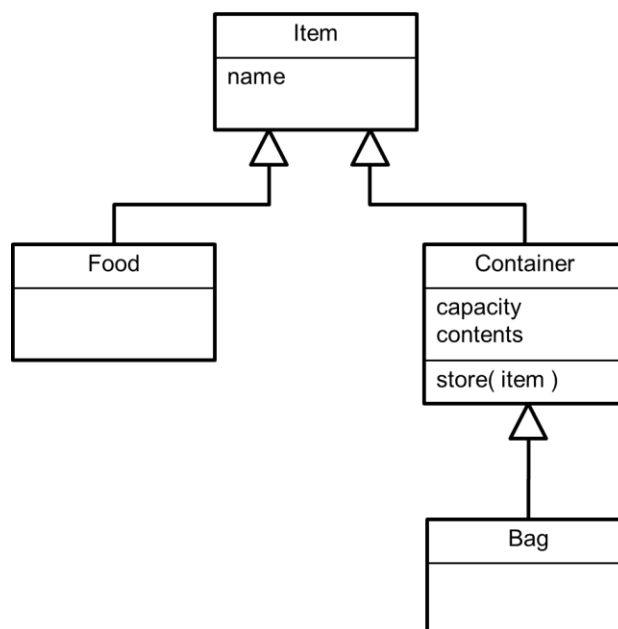 Item
name
Food
Container
capacity
contents
store( item )
Bag